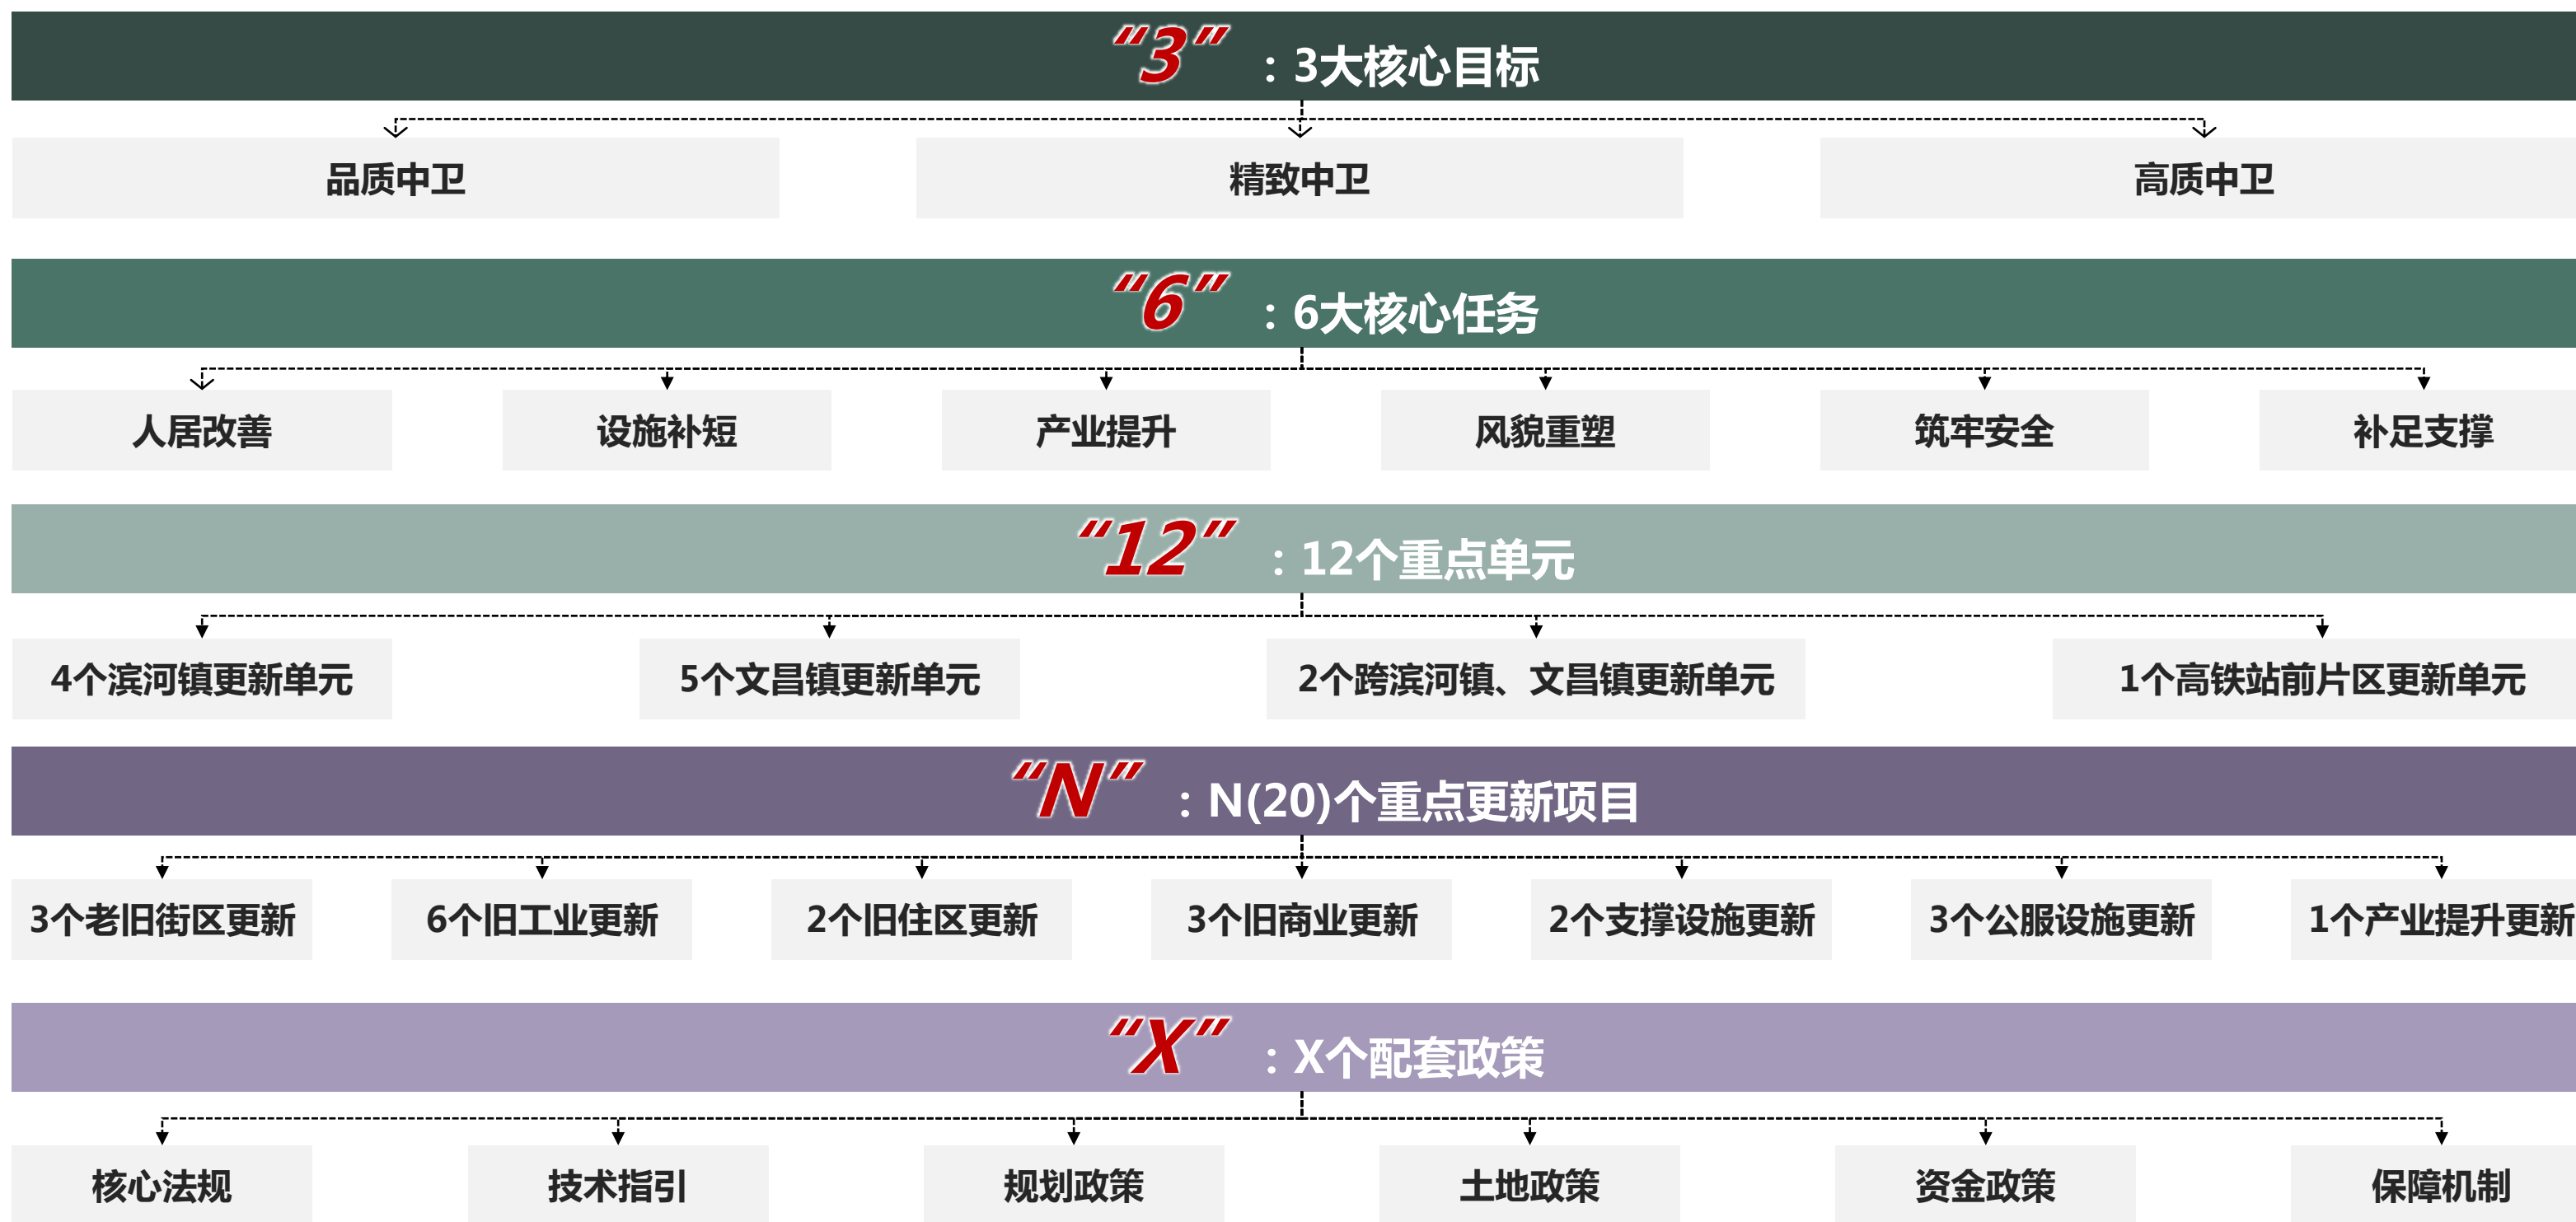 “3”：3大核心目标
品质中卫
精致中卫
高质中卫
“6”：6大核心任务
人居改善
设施补短
产业提升
风貌重塑
筑牢安全
补足支撑
“12”：12个重点单元
4个滨河镇更新单元
5个文昌镇更新单元
2个跨滨河镇、文昌镇更新单元
1个高铁站前片区更新单元
“N”：N(20)个重点更新项目
3个老旧街区更新
6个旧工业更新
2个旧住区更新
3个旧商业更新
2个支撑设施更新
3个公服设施更新
1个产业提升更新
“X”：X个配套政策
核心法规
技术指引
规划政策
土地政策
资金政策
保障机制